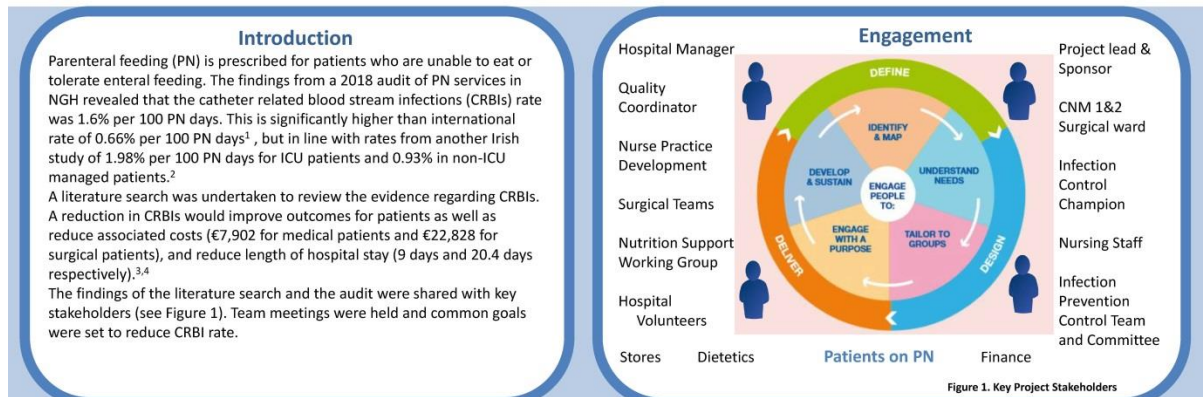 Introduction
Parenteral feeding (PN) is prescribed for patients who are unable to eat or
tolerate enteral feeding. The findings from a 2018 audit of PN services in
NGH revealed that the catheter related blood stream infections (CRBIs) rate
was 1.6% per 100 PN days. This is significantly higher than international
rate of 0.66% per 100 PN days1 , but in line with rates from another Irish
study of 1.98% per 100 PN days for ICU patients and 0.93% in non-ICU
managed patients.2
A literature search was undertaken to review the evidence regarding CRBIs.
A reduction in CRBIs would improve outcomes for patients as well as
reduce associated costs (€7,902 for medical patients and €22,828 for
surgical patients), and reduce length of hospital stay (9 days and 20.4 days
respectively).3,4
The findings of the literature search and the audit were shared with key
stakeholders (see Figure 1). Team meetings were held and common goals
were set to reduce CRBI rate.
Engagement
Hospital Manager
Quality
Coordinator
Nurse Practice
Development
Surgical Teams
Nutrition Support
Working Group
Hospital
Volunteers
DEFINE
IDENTIFY
& MAP
DEVELOP
& SUSTAIN
UNDERSTAND
NEEDS
ENGAGE
PEOPLE
TO:
ENGAGE
WITH A
PURPOSE
TAILOR TO
GROUPS
DELIVER
DESIGN
Project lead &
Sponsor
CNM 1&2
Surgical ward
Infection
Control
Champion
Nursing Staff
Infection
Prevention
Control Team
and Committee
Stores
Dietetics
Patients on PN
Finance
Figure 1. Key Project Stakeholders